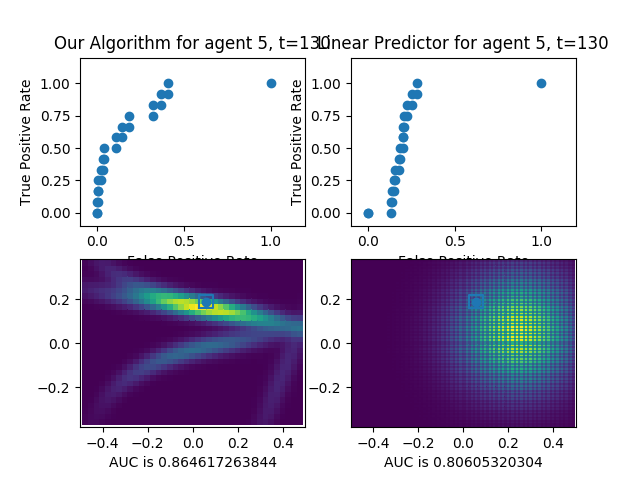 Our Algorithm for agent 5, t=130
Linear Predictor for agent 5, t=130
True Positive Rate
1.00
0.75
0.50
0.25
0.00
0.0 0.5 1.0
False Positive Rate
True Positive Rate
1.00
0.75
0.50
0.25
0.00
0.0 0.5 1.0
False Positive Rate
0.2
0.0
−0.2
−0.4 −0.2 0.0 0.2 0.4
AUC is 0.864617263844
0.2
0.0
−0.2
−0.4 −0.2 0.0 0.2 0.4
AUC is 0.80605320304